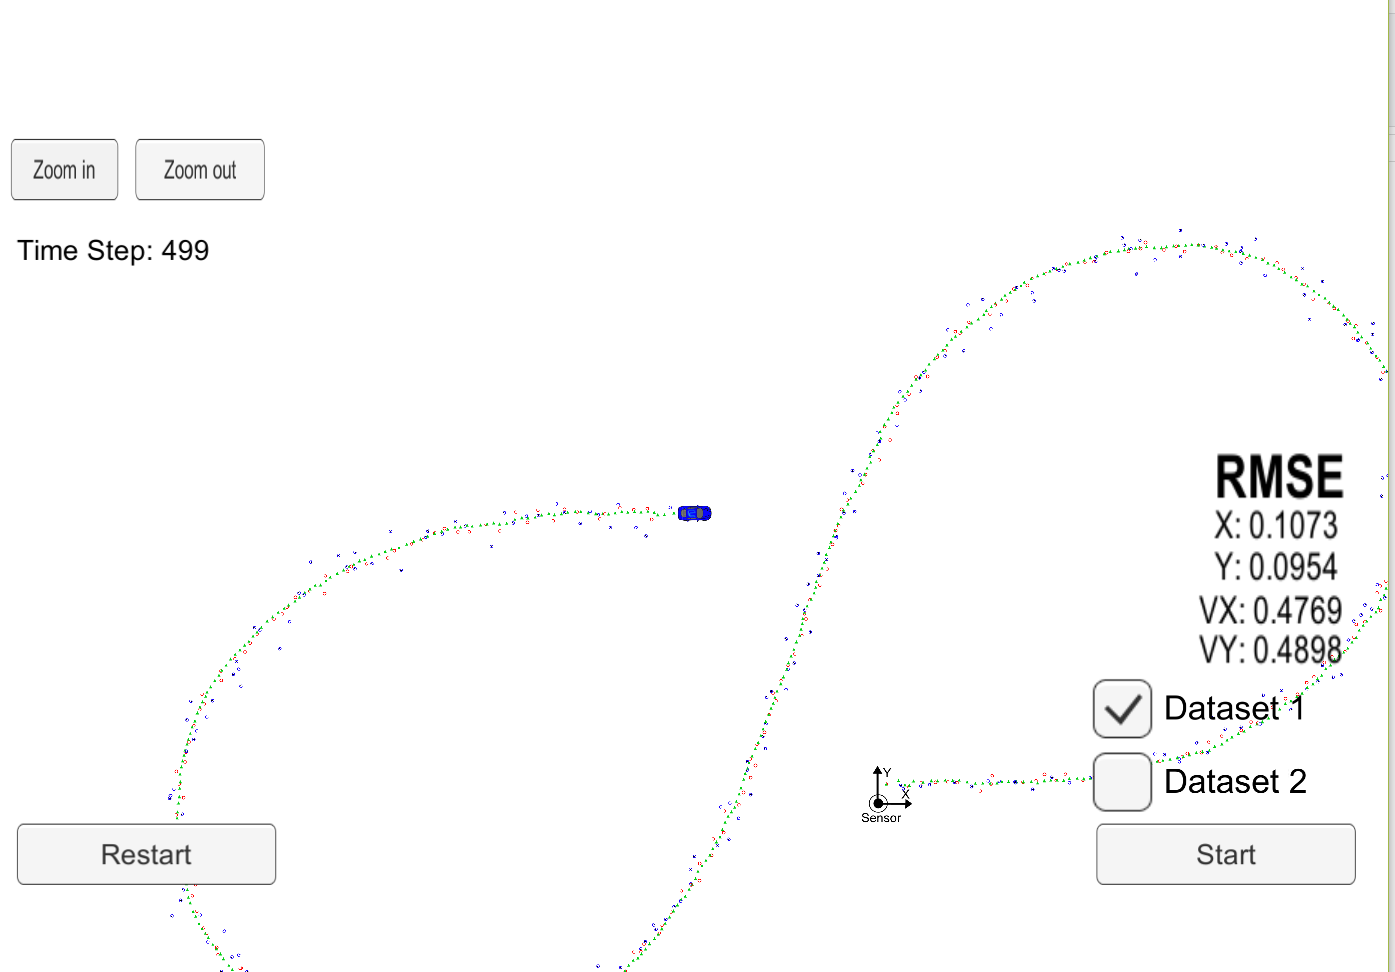 Zoom in
Zoom out
Time Step: 499
RMSE
X: 0.1073
Y: 0.0954
VX: 0.4769
VY: 0.4898
Dataset 1
Dataset 2
Y
X
Sensor
Restart
Start